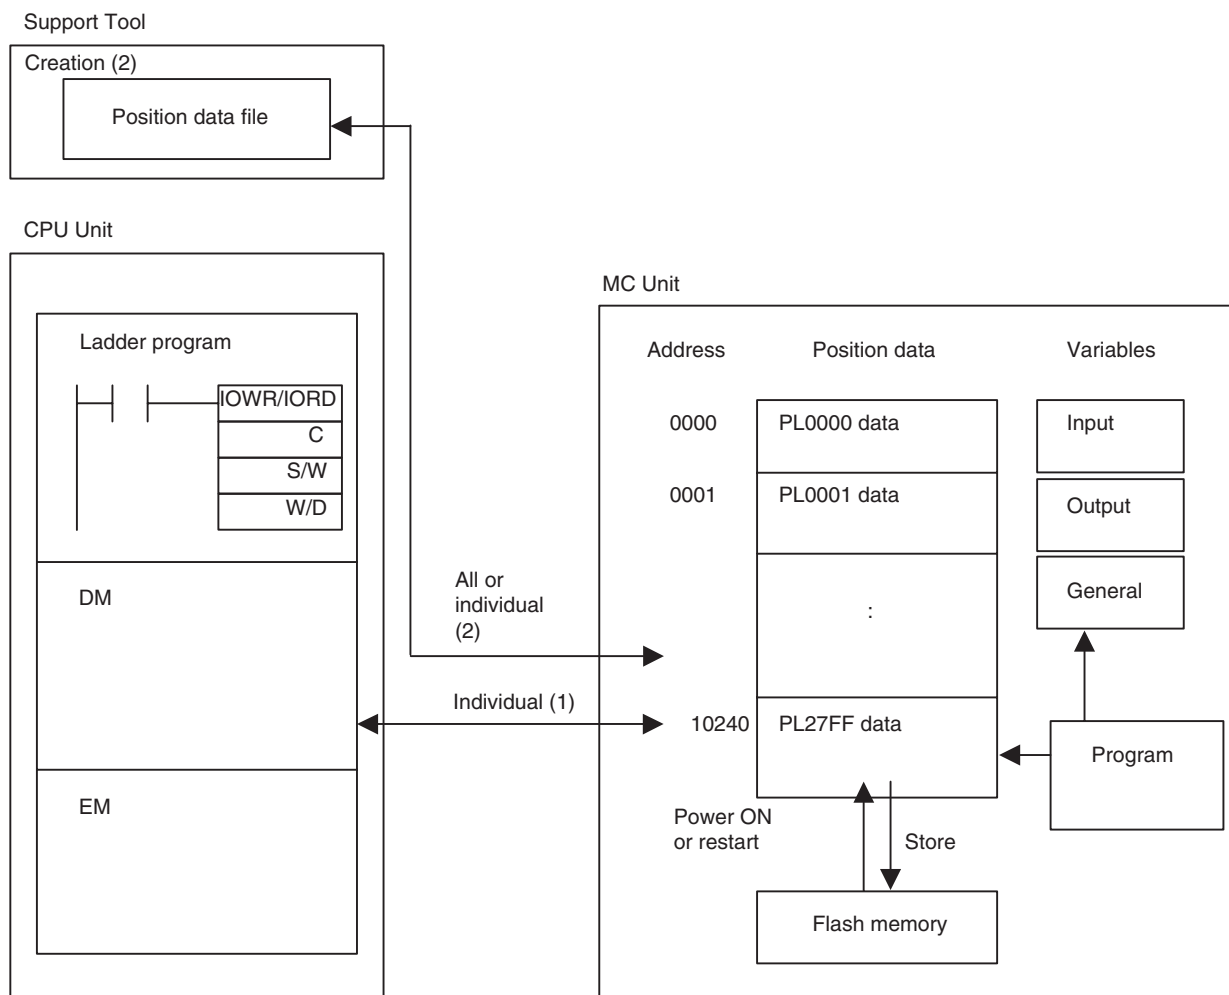 Support Tool
Creation (2)
Position data file
CPU Unit
Ladder program
IOWR/IORD
C
S/W
W/D
DM
EM
All or
individual
(2)
Individual (1)
MC Unit
Address
Position data
Variables
0000
PL0000 data
Input
0001
PL0001 data
Output
:
General
10240
PL27FF data
Program
Power ON
or restart
Store
Flash memory